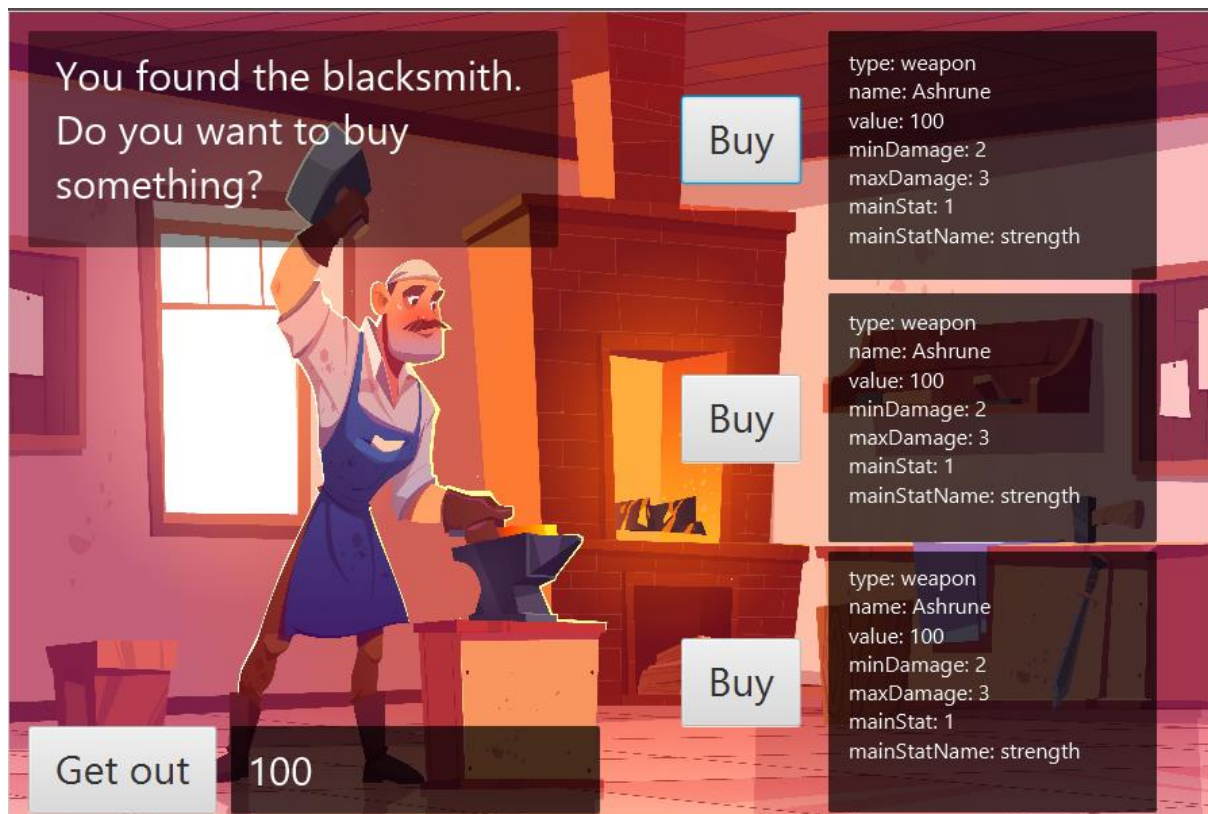 You found the blacksmith.
Do you want to buy
something?
Buy
type: weapon
name: Ashrune
value: 100
minDamage: 2
maxDamage: 3
mainStat: 1
mainStatName: strength
Buy
type: weapon
name: Ashrune
value: 100
minDamage: 2
maxDamage: 3
mainStat: 1
mainStatName: strength
Buy
type: weapon
name: Ashrune
value: 100
minDamage: 2
maxDamage: 3
mainStat: 1
mainStatName: strength
Get out
100